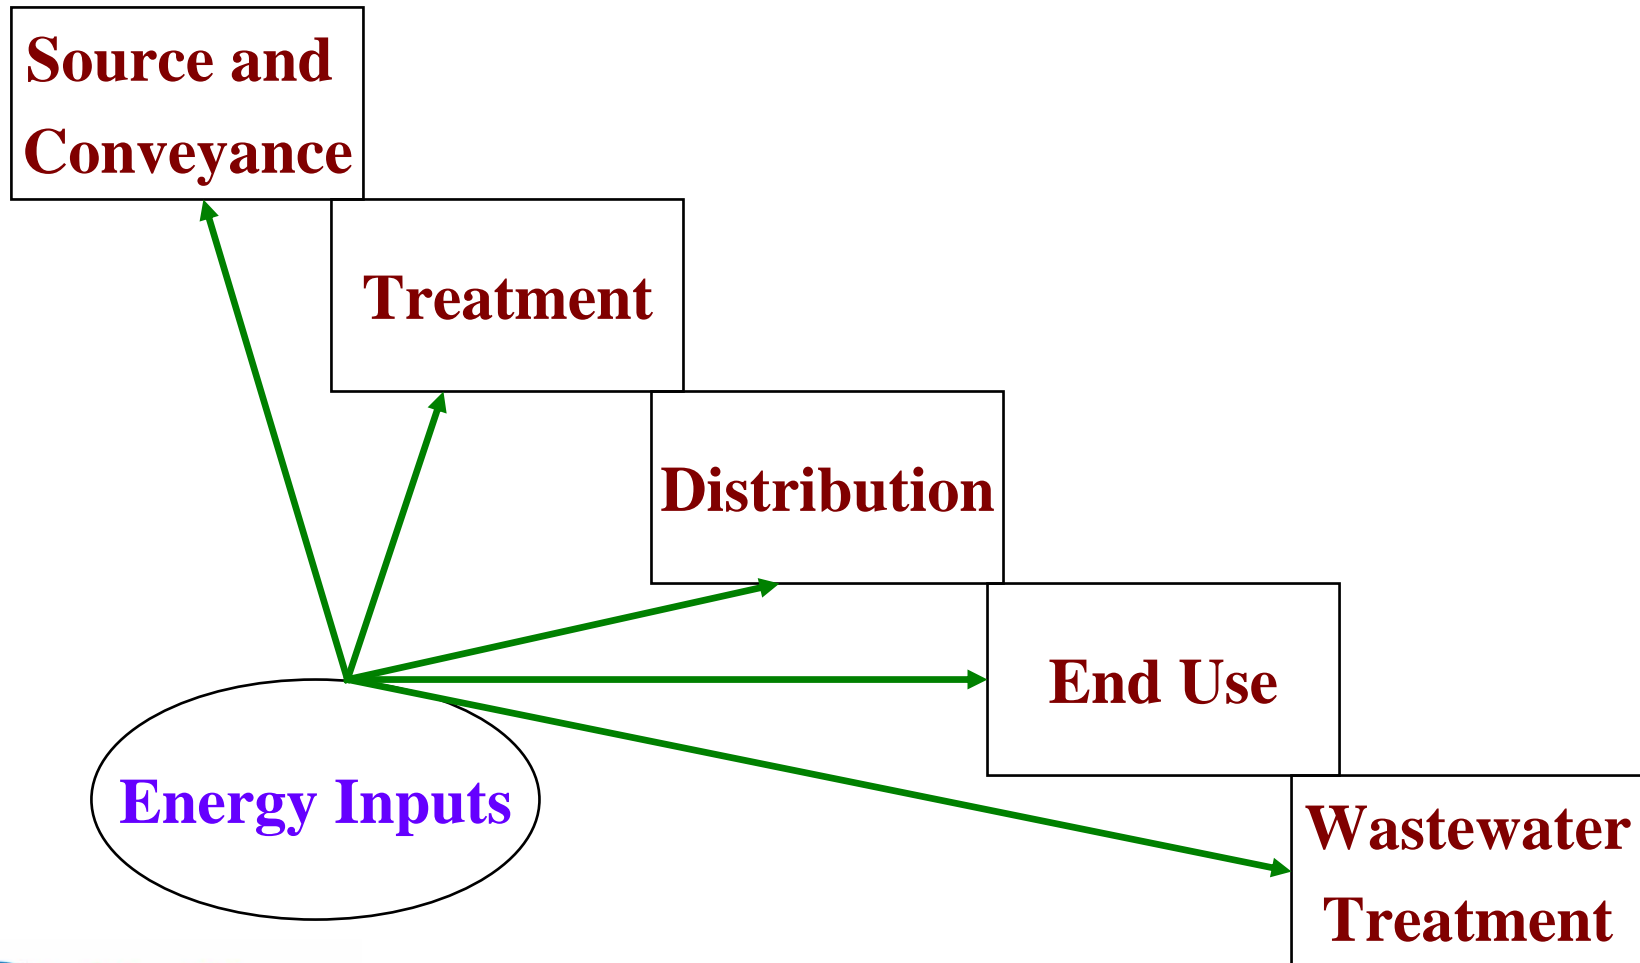 Source and
Conveyance
Treatment
Distribution
End Use
Energy Inputs
Wastewater
Treatment